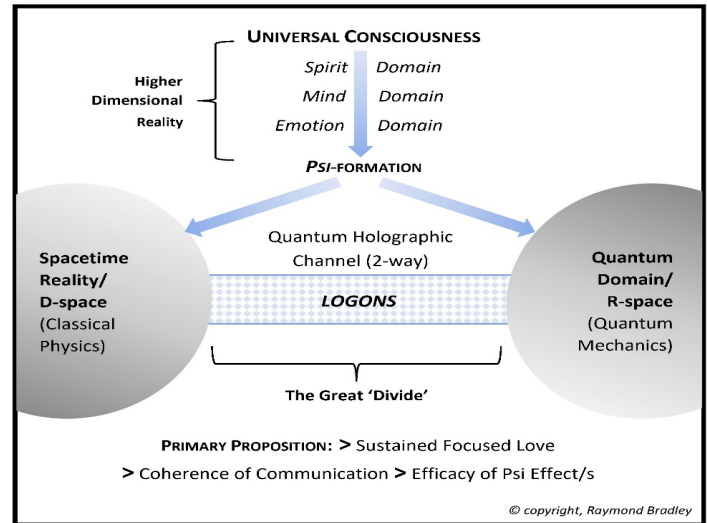 UNIVERSAL CONSCIOUSNESS
Spirit Domain
Mind Domain
Emotion Domain
Higher
Dimensional
Reality
PSI-FORMATION
Spacetime
Reality/
D-space
(Classical
Physics)
Quantum Holographic
Channel (2-way)
LOGONS
Quantum
Domain/
R-space
(Quantum
Mechanics)
The Great ‘Divide’
PRIMARY PROPOSITION: > Sustained Focused Love
> Coherence of Communication > Efficacy of Psi Effect/s
© copyright, Raymond Bradley